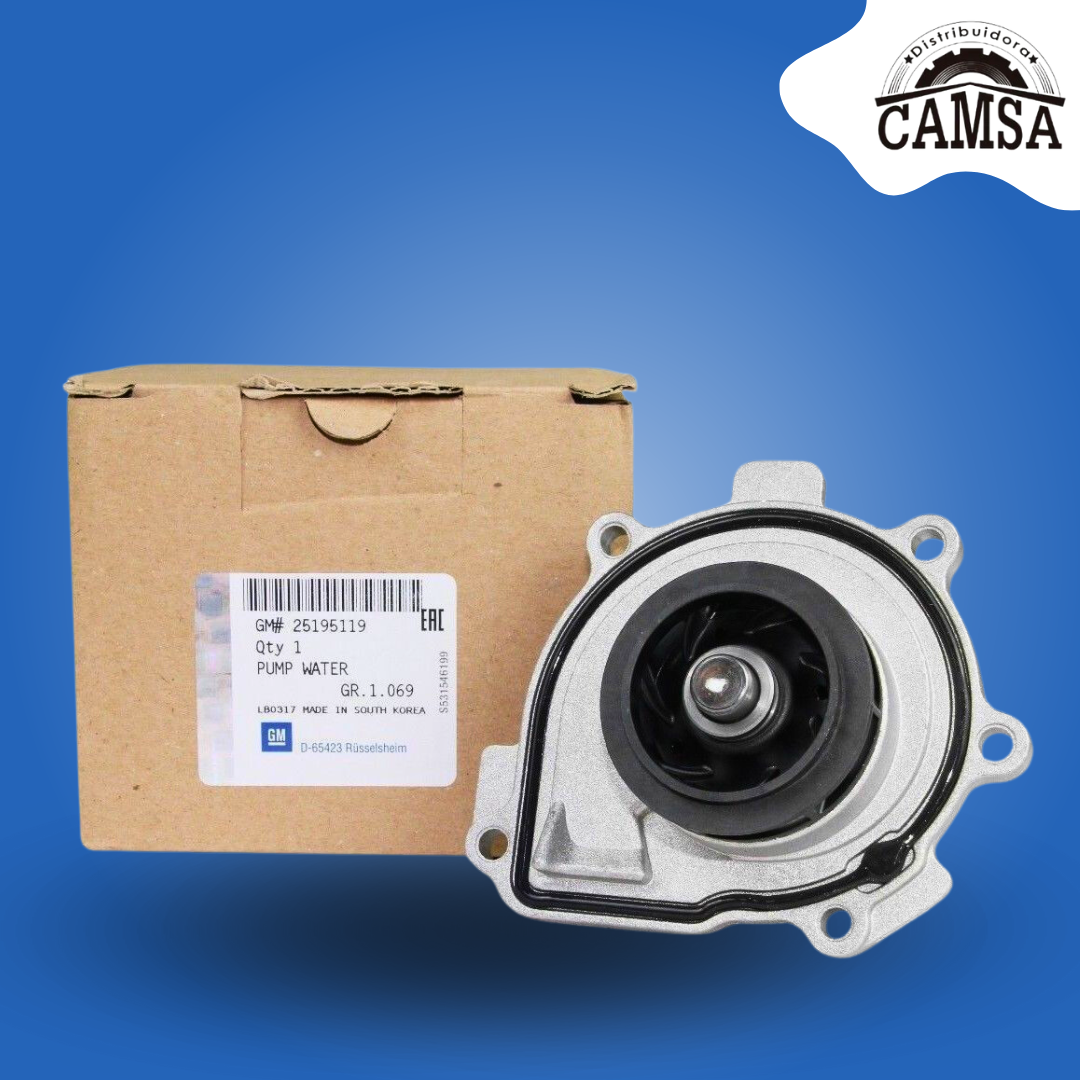 ★Distribuidora★
CAMSA
GM# 25195119
EAC
Qty 1
PUMP WATER
GR.1.069
LB0317 MADE IN SOUTH KOREA
S531546199
GM
D-65423 Rüsselsheim